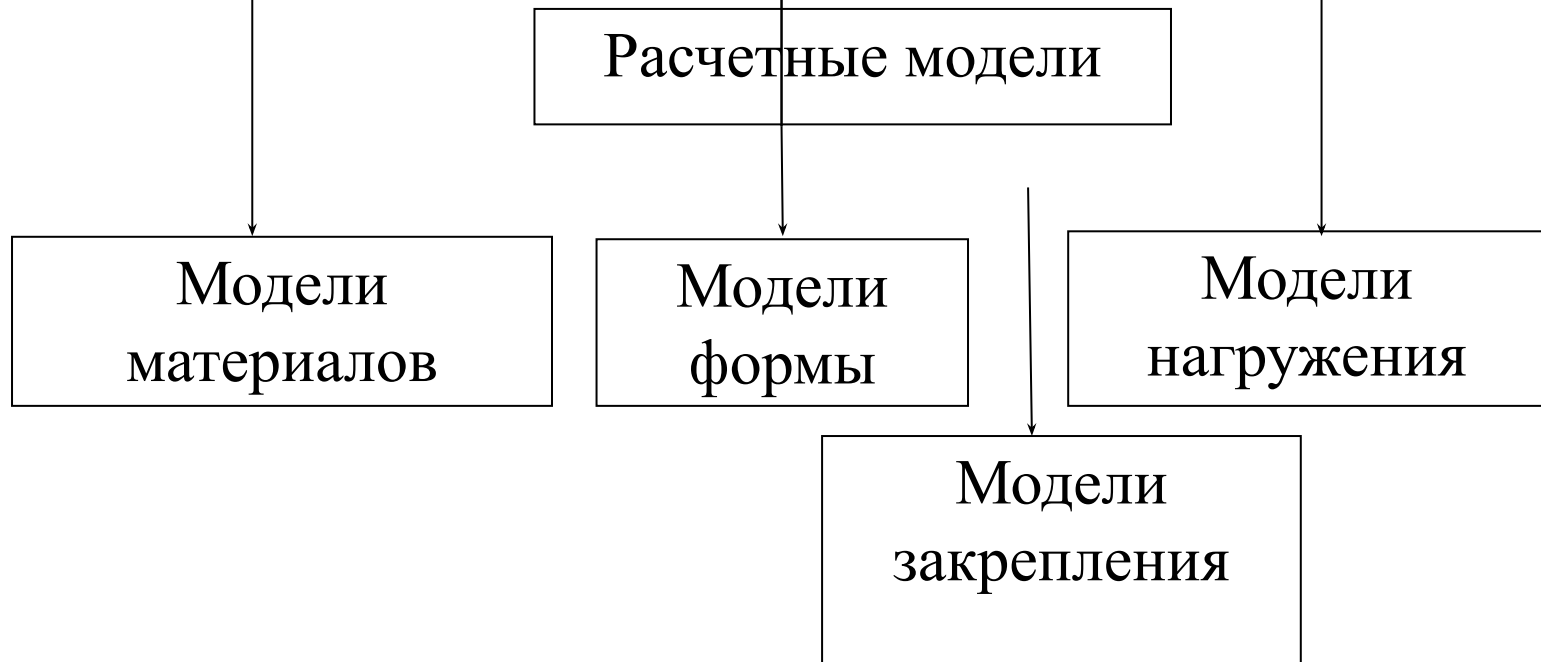 Расчетные модели
Модели
материалов
Модели
формы
Модели
нагружения
Модели
закрепления